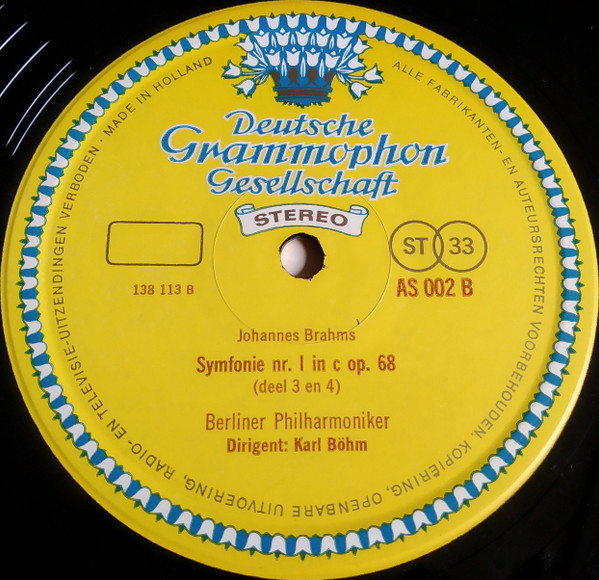 Deutsche
Grammophon
Gesellschaft
STEREO
ST 33
138 113 B
AS 002 B
Johannes Brahms
Symfonie nr. I in c op. 68
(deel 3 en 4)
Berliner Philharmoniker
Dirigent: Karl Böhm
ALLE FABRIKANTEN- EN AUTEURSRECHTEN VOORBEHOUDEN. KOPIËRING, OPENBARE UITVOERING, RADIO- EN TELEVISIE-UITZENDINGEN VERBODEN · MADE IN HOLLAND